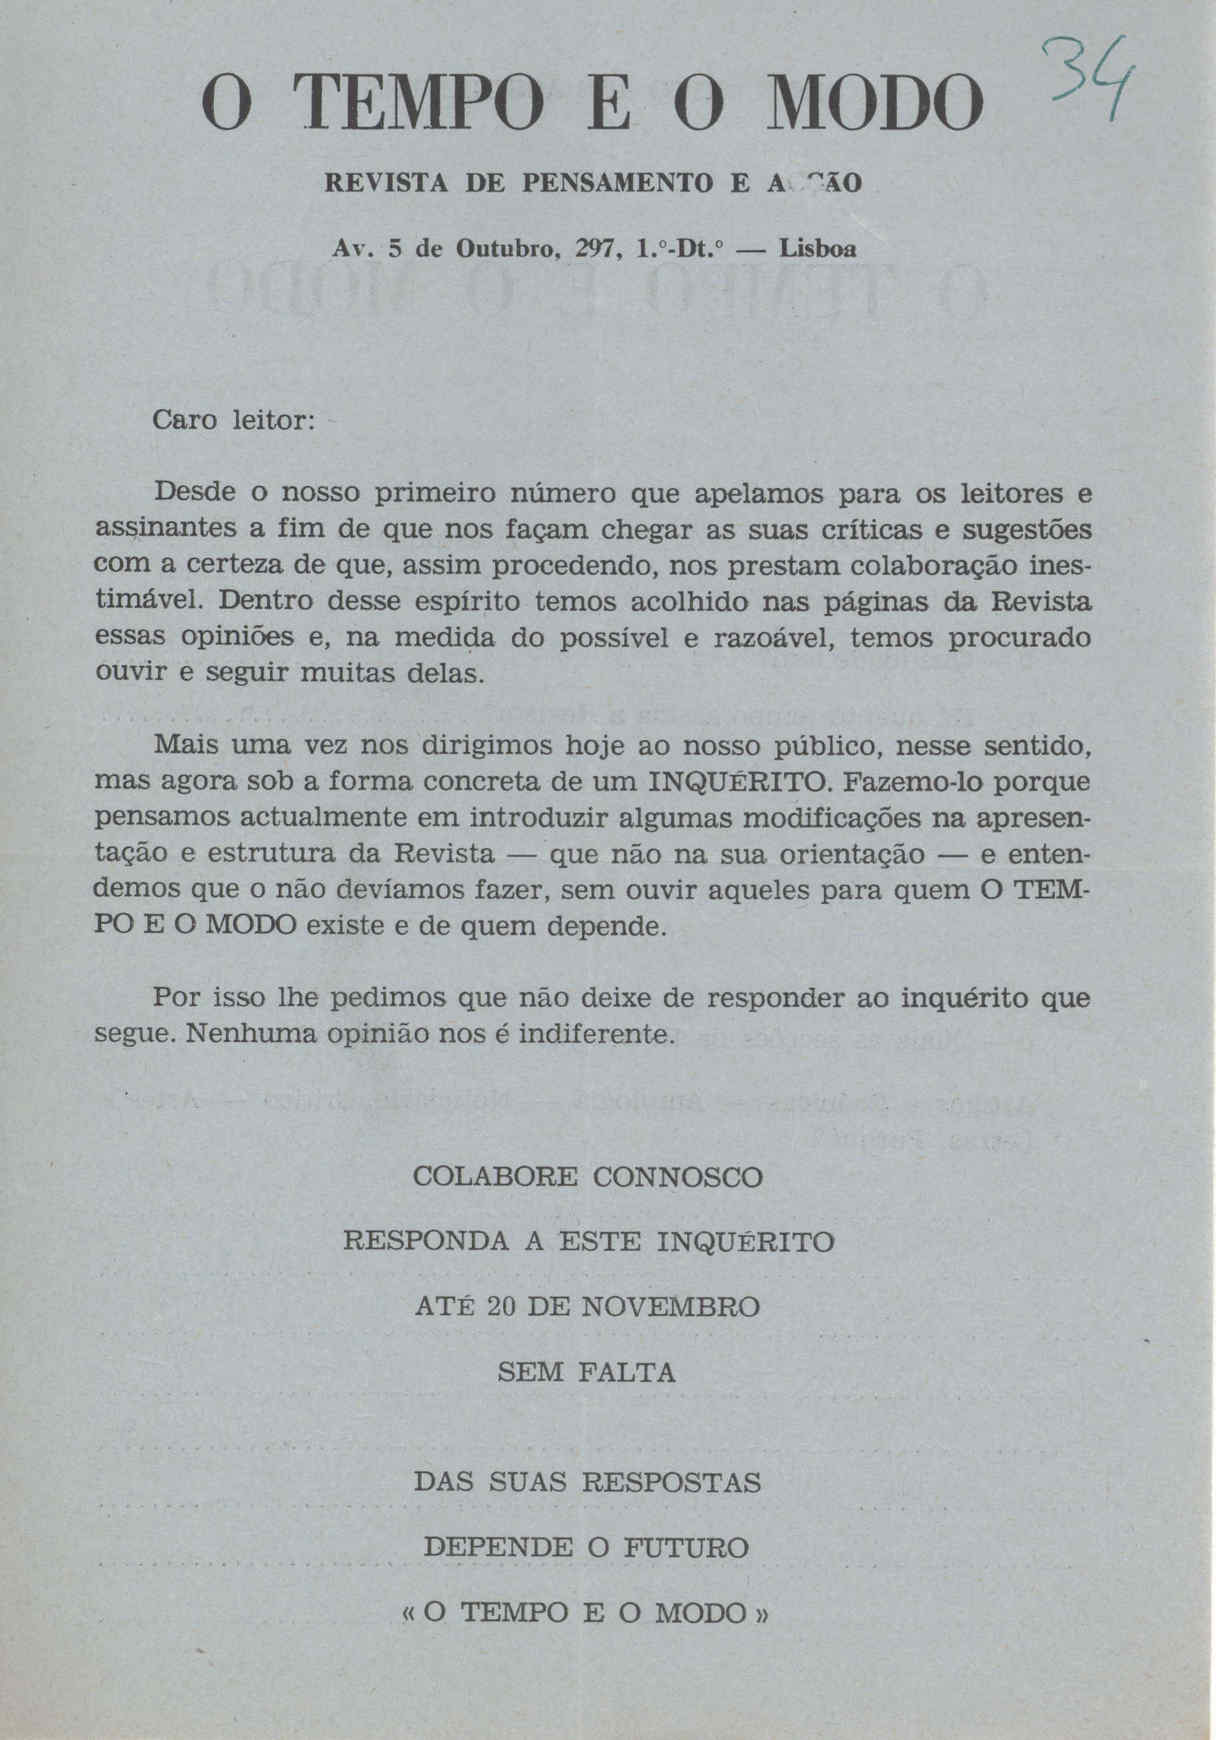 34
O TEMPO E O MODO
REVISTA DE PENSAMENTO E A ÇÃO
Av. 5 de Outubro, 297, 1.º-Dt.º — Lisboa
Caro leitor:
Desde o nosso primeiro número que apelamos para os leitores e
assinantes a fim de que nos façam chegar as suas críticas e sugestões
com a certeza de que, assim procedendo, nos prestam colaboração ines-
timável. Dentro desse espírito temos acolhido nas páginas da Revista
essas opiniões e, na medida do possível e razoável, temos procurado
ouvir e seguir muitas delas.
Mais uma vez nos dirigimos hoje ao nosso público, nesse sentido,
mas agora sob a forma concreta de um INQUÉRITO. Fazemo-lo porque
pensamos actualmente em introduzir algumas modificações na apresen-
tação e estrutura da Revista — que não na sua orientação — e enten-
demos que o não devíamos fazer, sem ouvir aqueles para quem O TEM-
PO E O MODO existe e de quem depende.
Por isso lhe pedimos que não deixe de responder ao inquérito que
segue. Nenhuma opinião nos é indiferente.
COLABORE CONNOSCO
RESPONDA A ESTE INQUÉRITO
ATÉ 20 DE NOVEMBRO
SEM FALTA
DAS SUAS RESPOSTAS
DEPENDE O FUTURO
« O TEMPO E O MODO »